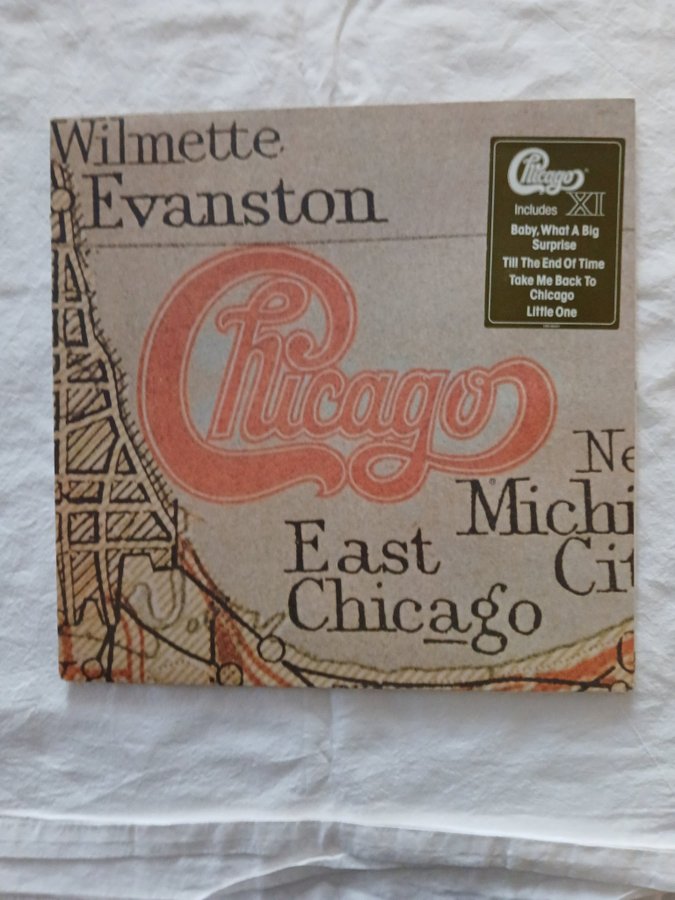 Wilmette
Evanston
Chicago
Chicago
Includes XI
Baby, What A Big
Surprise
Till The End Of Time
Take Me Back To
Chicago
Little One
Ne
Michi
Cit
East
Chicago